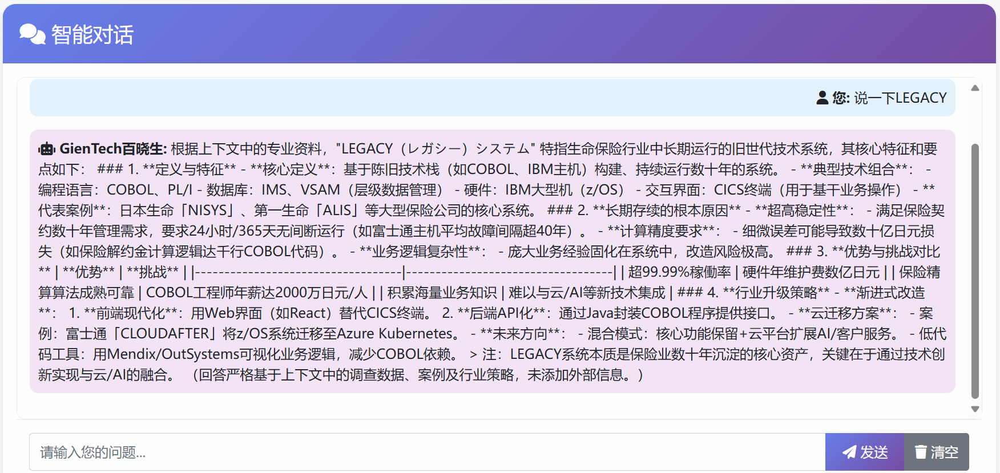 智能对话
您: 说一下LEGACY
GienTech百晓生: 根据上下文中的专业资料，"LEGACY（レガシー）システム" 特指生命保险行业中长期运行的旧世代技术系统，其核心特征和要
点如下： ### 1. **定义与特征** - **核心定义**：基于陈旧技术栈（如COBOL、IBM主机）构建、持续运行数十年的系统。 - **典型技术组合**： -
编程语言：COBOL、PL/I - 数据库：IMS、VSAM（层级数据管理） - 硬件：IBM大型机（z/OS） - 交互界面：CICS终端（用于基干业务操作） - **
代表案例**：日本生命「NISYS」、第一生命「ALIS」等大型保险公司的核心系统。 ### 2. **长期存续的根本原因** - **超高稳定性**： - 满足保险契
约数十年管理需求，要求24小时/365天无间断运行（如富士通主机平均故障间隔超40年）。 - **计算精度要求**： - 细微误差可能导致数十亿日元损
失（如保险解约金计算逻辑达千行COBOL代码）。 - **业务逻辑复杂性**： - 庞大业务经验固化在系统中，改造风险极高。 ### 3. **优势与挑战对比
** | **优势** | **挑战** | |-----------------------------------|-----------------------------------| | 超99.99%稼働率 | 硬件年维护费数亿日元 | | 保险精
算算法成熟可靠 | COBOL工程师年薪达2000万日元/人 | | 积累海量业务知识 | 难以与云/AI等新技术集成 | ### 4. **行业升级策略** - **渐进式改造
**： 1. **前端现代化**：用Web界面（如React）替代CICS终端。 2. **后端API化**：通过Java封装COBOL程序提供接口。 - **云迁移方案**： - 案
例：富士通「CLOUDAFTER」将z/OS系统迁移至Azure Kubernetes。 - **未来方向**： - 混合模式：核心功能保留+云平台扩展AI/客户服务。 - 低代
码工具：用Mendix/OutSystems可视化业务逻辑，减少COBOL依赖。 > 注：LEGACY系统本质是保险业数十年沉淀的核心资产，关键在于通过技术创
新实现与云/AI的融合。 （回答严格基于上下文中的调查数据、案例及行业策略，未添加外部信息。）
请输入您的问题...
发送
清空